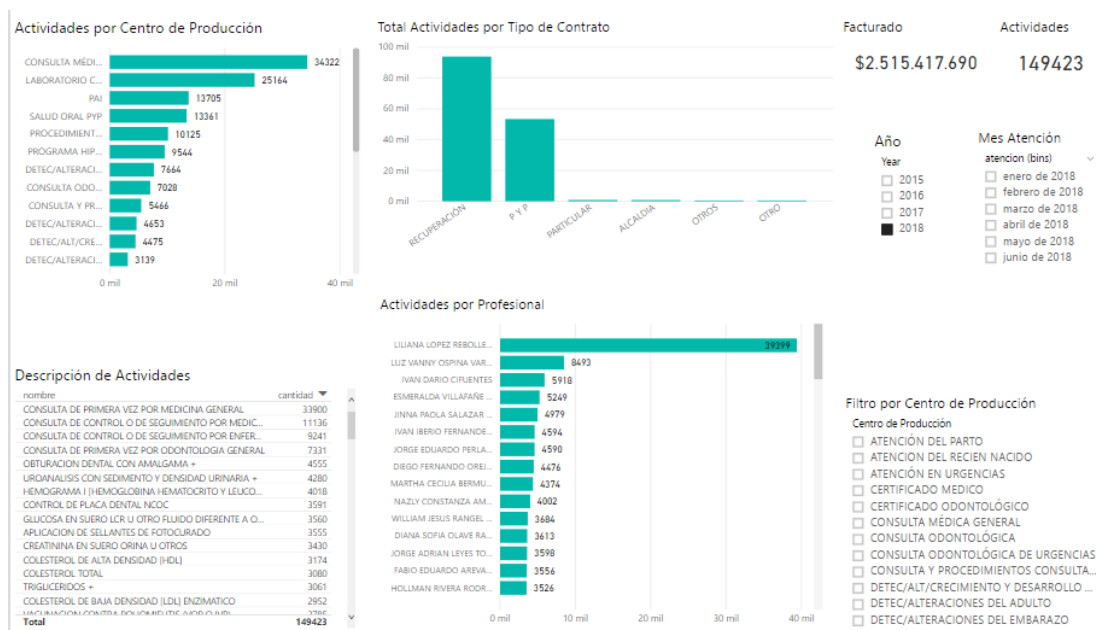 Actividades por Centro de Producción
CONSULTA MÉDI... 34322
LABORATORIO C... 25164
PAI 13705
SALUD ORAL PYP 13361
PROCEDIMIENT... 10125
PROGRAMA HIP... 9544
DETEC/ALTERACI... 7664
CONSULTA ODO... 7028
CONSULTA Y PR... 5466
DETEC/ALTERACI... 4653
DETEC/ALT/CRE... 4475
DETEC/ALTERACI... 3139
0 mil 20 mil 40 mil
Total Actividades por Tipo de Contrato
100 mil
80 mil
60 mil
40 mil
20 mil
0 mil
RECUPERACIÓN P Y P PARTICULAR ALCALDIA OTROS OTRO
Facturado
$2.515.417.690
Actividades
149423
Año
Year
2015
2016
2017
2018
Mes Atención
atencion (bins)
enero de 2018
febrero de 2018
marzo de 2018
abril de 2018
mayo de 2018
junio de 2018
Descripción de Actividades
nombre cantidad
CONSULTA DE PRIMERA VEZ POR MEDICINA GENERAL 33900
CONSULTA DE CONTROL O DE SEGUIMIENTO POR MEDIC... 11136
CONSULTA DE CONTROL O DE SEGUIMIENTO POR ENFER... 9241
CONSULTA DE PRIMERA VEZ POR ODONTOLOGIA GENERAL 7331
OBTURACION DENTAL CON AMALGAMA + 4555
UROANALISIS CON SEDIMENTO Y DENSIDAD URINARIA + 4280
HEMOGRAMA I [HEMOGLOBINA HEMATOCRITO Y LEUCO... 4018
CONTROL DE PLACA DENTAL NCOC 3591
GLUCOSA EN SUERO LCR U OTRO FLUIDO DIFERENTE A O... 3560
APLICACION DE SELLANTES DE FOTOCURADO 3555
CREATININA EN SUERO ORINA U OTROS 3430
COLESTEROL DE ALTA DENSIDAD [HDL] 3174
COLESTEROL TOTAL 3080
TRIGLICERIDOS + 3061
COLESTEROL DE BAJA DENSIDAD [LDL] ENZIMATICO 2952
VACUNACION CONTRA POLIOMIELITIS
Total 149423
Actividades por Profesional
LILIANA LOPEZ REBOLLE... 39399
LUZ VANNY OSPINA VAR... 8493
IVAN DARIO CIFUENTES 5918
ESMERALDA VILLAFAÑE ... 5249
JINNA PAOLA SALAZAR ... 4979
IVAN IBERIO FERNANDE... 4594
JORGE EDUARDO PERLA... 4590
DIEGO FERNANDO OREJ... 4476
MARTHA CECILIA BERMU... 4374
NAZLY CONSTANZA AM... 4002
WILLIAM JESUS RANGEL ... 3684
DIANA SOFIA OLAVE RA... 3613
JORGE ADRIAN LEYES TO... 3598
FABIO EDUARDO AREVA... 3556
HOLLMAN RIVERA RODR... 3526
0 mil 10 mil 20 mil 30 mil 40 mil
Filtro por Centro de Producción
Centro de Producción
ATENCIÓN DEL PARTO
ATENCION DEL RECIEN NACIDO
ATENCIÓN EN URGENCIAS
CERTIFICADO MEDICO
CERTIFICADO ODONTOLÓGICO
CONSULTA MÉDICA GENERAL
CONSULTA ODONTOLÓGICA
CONSULTA ODONTOLÓGICA DE URGENCIAS
CONSULTA Y PROCEDIMIENTOS CONSULTA...
DETEC/ALT/CRECIMIENTO Y DESARROLLO ...
DETEC/ALTERACIONES DEL ADULTO
DETEC/ALTERACIONES DEL EMBARAZO